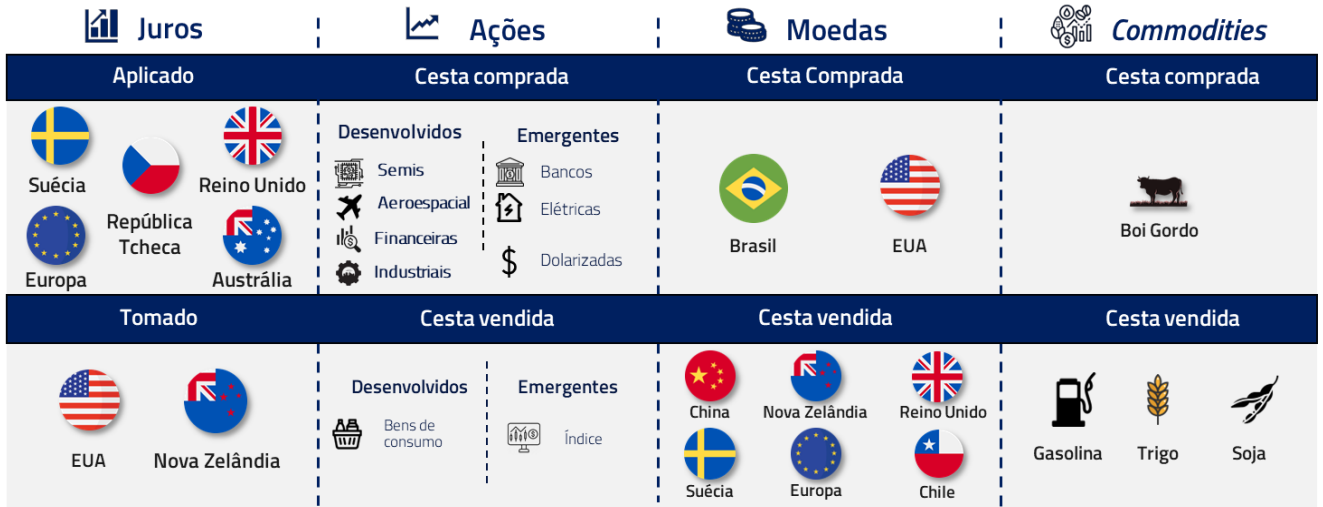 Juros
Ações
Moedas
Commodities
Aplicado
Cesta comprada
Cesta Comprada
Cesta comprada
Suécia
República
Tcheca
Reino Unido
Europa
Austrália
Desenvolvidos
Semis
Aeroespacial
Financeiras
Industriais
Emergentes
Bancos
Elétricas
Dolarizadas
Brasil
EUA
Boi Gordo
Tomado
Cesta vendida
Cesta vendida
Cesta vendida
EUA
Nova Zelândia
Desenvolvidos
Bens de
consumo
Emergentes
Índice
China
Nova Zelândia
Reino Unido
Suécia
Europa
Chile
Gasolina
Trigo
Soja